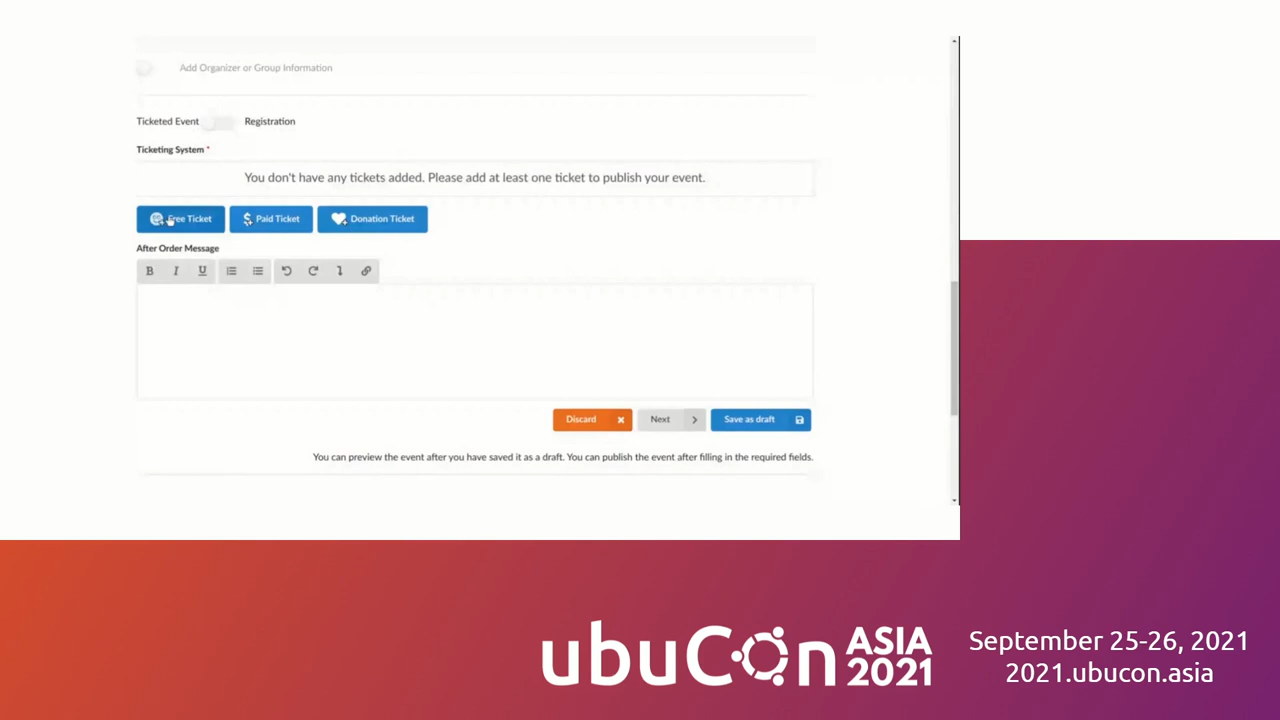 Add Organizer or Group Information
Ticketed Event Registration
Ticketing System *
You don't have any tickets added. Please add at least one ticket to publish your event.
Free Ticket Paid Ticket Donation Ticket
After Order Message
B I U
Discard Next Save as draft
You can preview the event after you have saved it as a draft. You can publish the event after filling in the required fields.
ubuCon ASIA 2021
September 25-26, 2021
2021.ubucon.asia